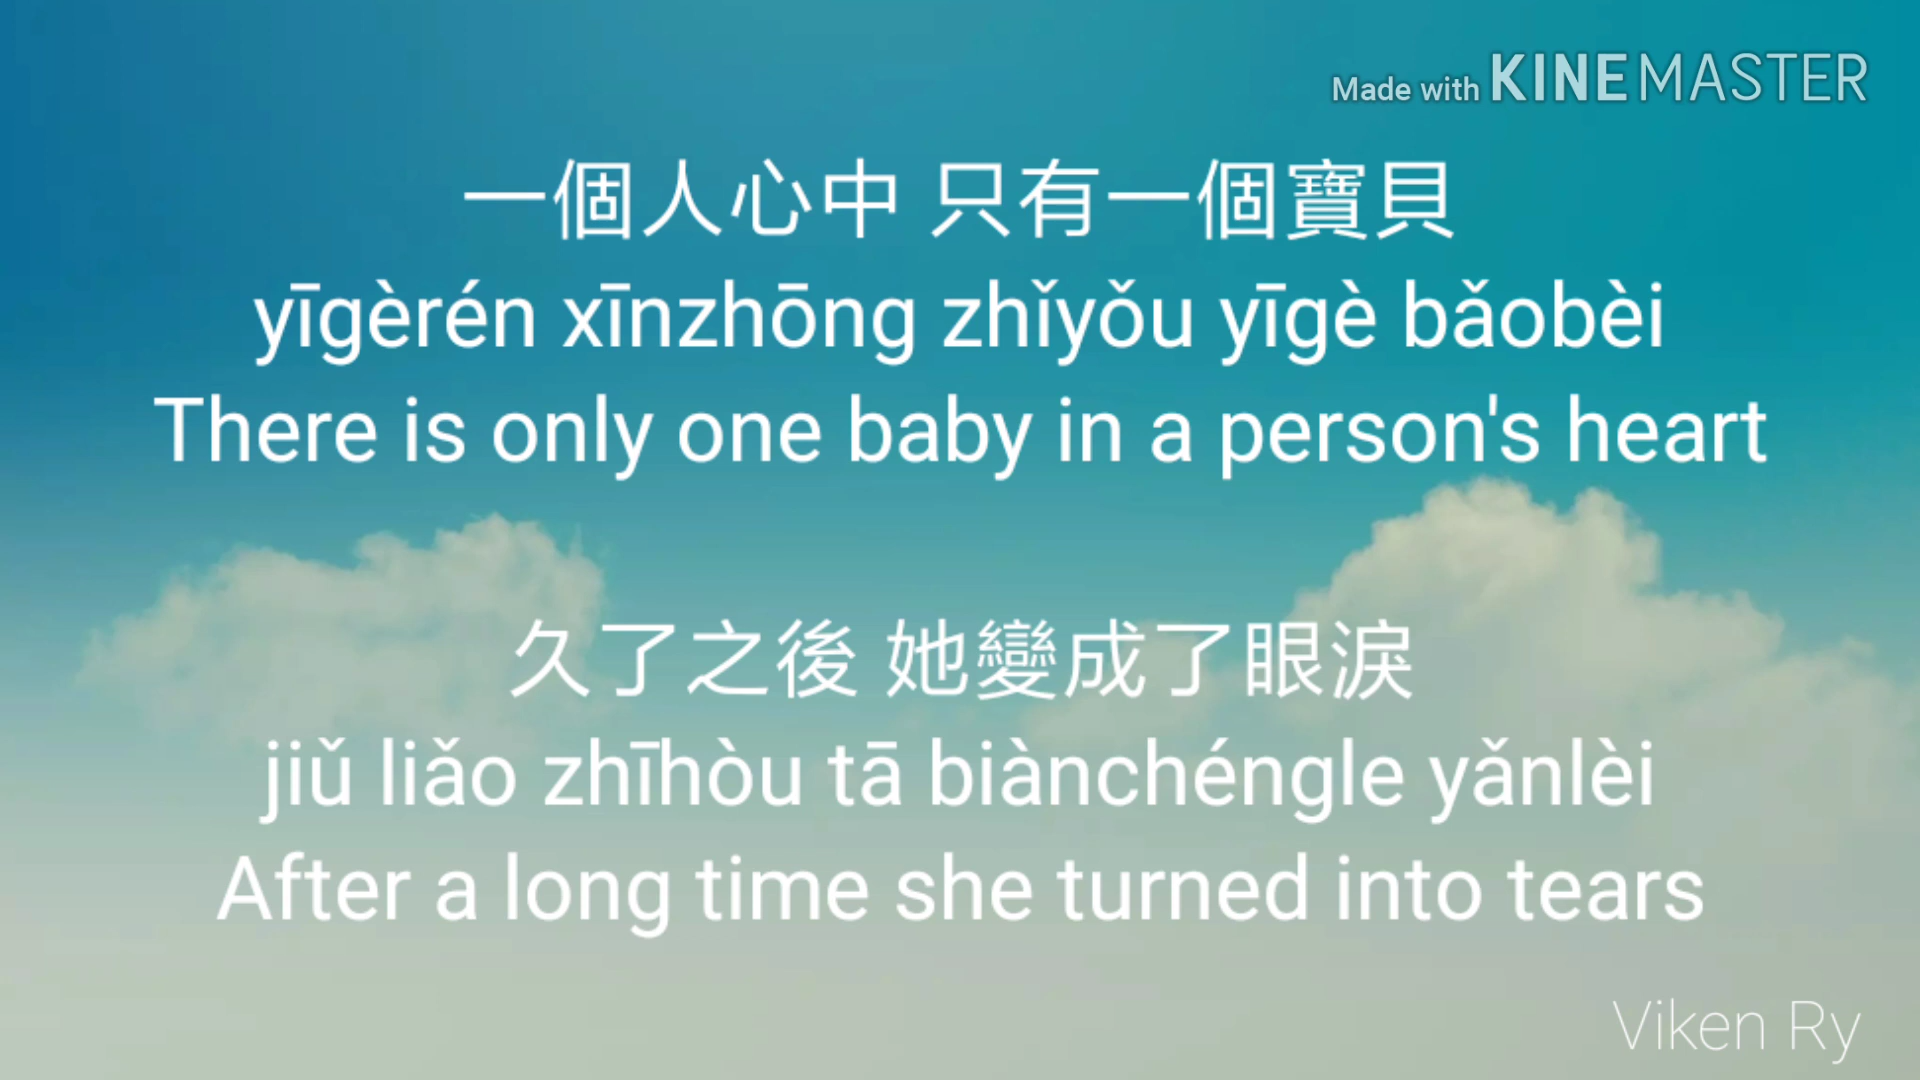 Made with KINEMASTER
一個人心中 只有一個寶貝
yīgèrén xīnzhōng zhǐyǒu yīgè bǎobèi
There is only one baby in a person's heart
久了之後 她變成了眼淚
jiǔ liǎo zhīhòu tā biànchéngle yǎnlèi
After a long time she turned into tears
Viken Ry